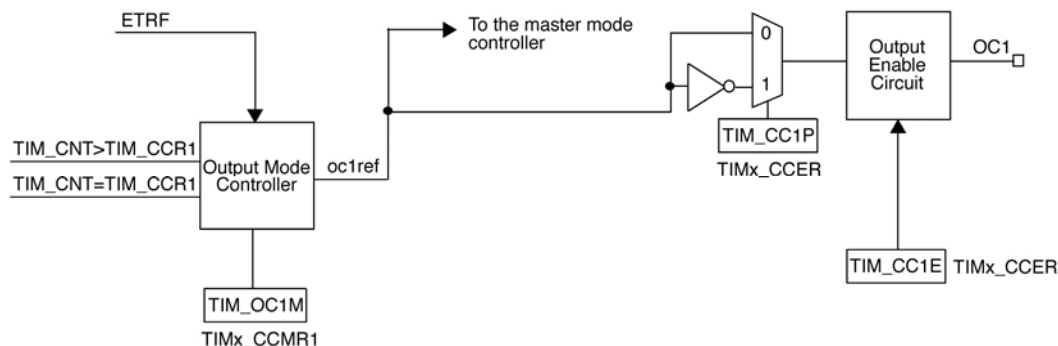 ETRF
To the master mode
controller
0
1
Output
Enable
Circuit
OC1
TIM_CNT>TIM_CCR1
TIM_CNT=TIM_CCR1
Output Mode
Controller
oc1ref
TIM_CC1P
TIMx_CCER
TIM_CC1E
TIMx_CCER
TIM_OC1M
TIMx_CCMR1